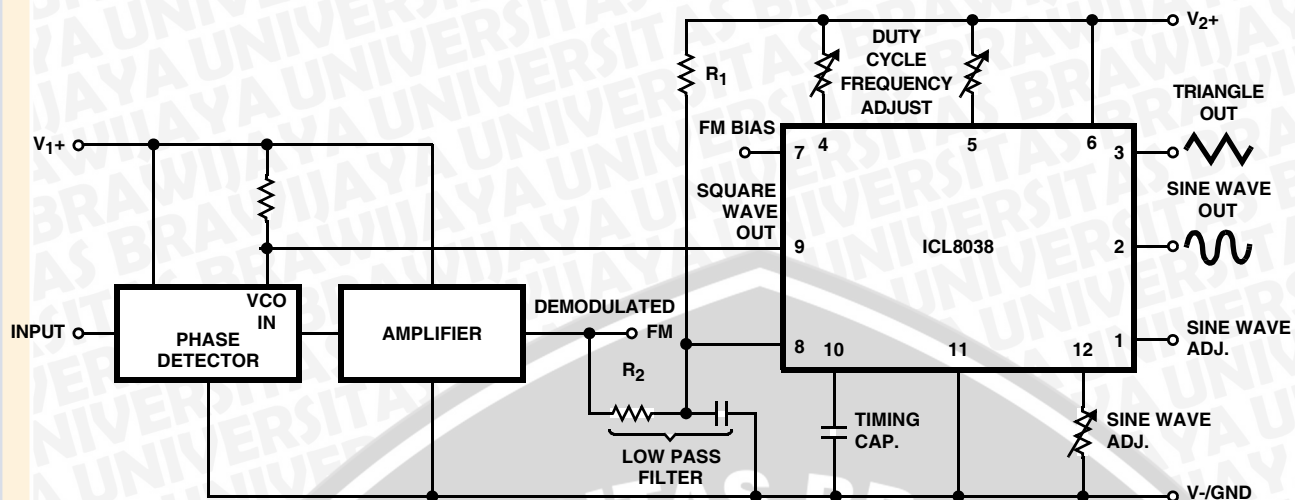 V2+
DUTY
CYCLE
FREQUENCY
ADJUST
R1
TRIANGLE
OUT
V1+
FM BIAS
7
4
5
6
3
SINE WAVE
OUT
SQUARE
WAVE
OUT
9
ICL8038
2
VCO
IN
INPUT
PHASE
DETECTOR
AMPLIFIER
DEMODULATED
FM
8
10
11
12
1
SINE WAVE
ADJ.
R2
LOW PASS
FILTER
TIMING
CAP.
SINE WAVE
ADJ.
V-/GND
UNIVERSITAS BRAWIJAYA